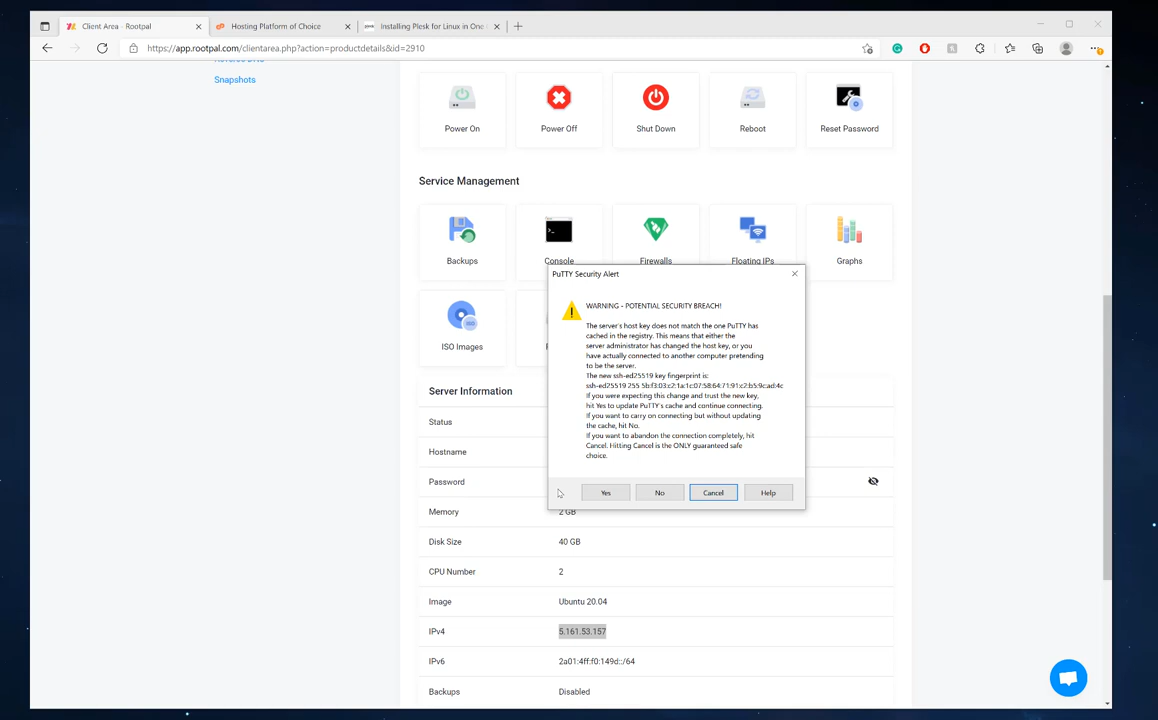 Client Area - Rootpal
Hosting Platform of Choice
Installing Plesk for Linux in One
https://app.rootpal.com/clientarea.php?action=productdetails&id=2910
Snapshots
Power On
Power Off
Shut Down
Reboot
Reset Password
Service Management
Backups
Console
Firewalls
Floating IPs
Graphs
ISO Images
PuTTY Security Alert
WARNING - POTENTIAL SECURITY BREACH!
The server's host key does not match the one PuTTY has
cached in the registry. This means that either the
server administrator has changed the host key, or you
have actually connected to another computer pretending
to be the server.
The new ssh-ed25519 key fingerprint is:
ssh-ed25519 255 5b:f3:03:c2:1a:1c:07:58:64:71:91:c2:b5:9c:ad:4c
If you were expecting this change and trust the new key,
hit Yes to update PuTTY's cache and continue connecting.
If you want to carry on connecting but without updating
the cache, hit No.
If you want to abandon the connection completely, hit
Cancel. Hitting Cancel is the ONLY guaranteed safe
choice.
Yes
No
Cancel
Help
Server Information
Status
Hostname
Password
Memory
2 GB
Disk Size
40 GB
CPU Number
2
Image
Ubuntu 20.04
IPv4
5.161.53.157
IPv6
2a01:4ff:f0:149d::/64
Backups
Disabled